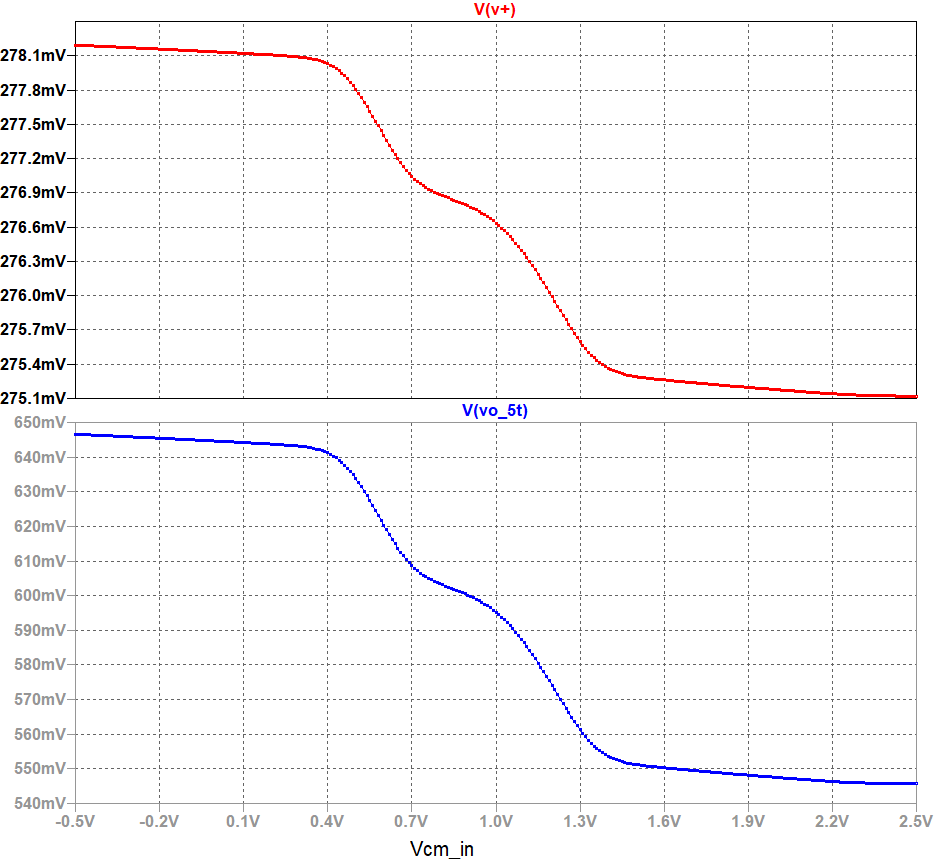 V(v+)
278.1mV
277.8mV
277.5mV
277.2mV
276.9mV
276.6mV
276.3mV
276.0mV
275.7mV
275.4mV
275.1mV
V(vo_5t)
650mV
640mV
630mV
620mV
610mV
600mV
590mV
580mV
570mV
560mV
550mV
540mV
-0.5V -0.2V 0.1V 0.4V 0.7V 1.0V 1.3V 1.6V 1.9V 2.2V 2.5V
Vcm_in